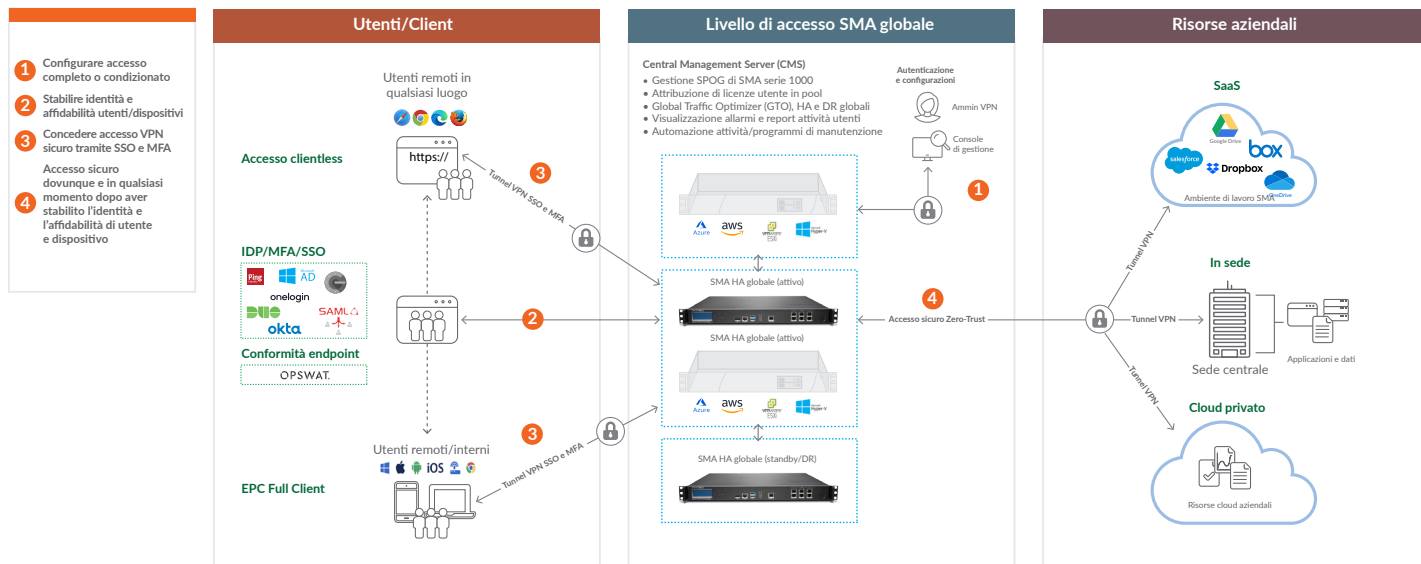 1 Configurare accesso
completo o condizionato
2 Stabilire identità e
affidabilità utenti/dispositivi
3 Concedere accesso VPN
sicuro tramite SSO e MFA
4 Accesso sicuro
dovunque e in qualsiasi
momento dopo aver
stabilito l'identità e
l'affidabilità di utente
e dispositivo
Utenti/Client
Utenti remoti in
qualsiasi luogo
Accesso clientless
https://
3
Tunnel VPN SSO e MFA
IDP/MFA/SSO
Ping
Microsoft
AD
onelogin
DUO
SAML
okta
2
Conformità endpoint
OPSWAT.
3
Utenti remoti/interni
iOS
Tunnel VPN SSO e MFA
EPC Full Client
Livello di accesso SMA globale
Central Management Server (CMS)
• Gestione SPOG di SMA serie 1000
• Attribuzione di licenze utente in pool
• Global Traffic Optimizer (GTO), HA e DR globali
• Visualizzazione allarmi e report attività utenti
• Automazione attività/programmi di manutenzione
Autenticazione
e configurazioni
Ammin VPN
Console
di gestione
1
Azure
aws
vmware
ESXi
Hyper-V
SMA HA globale (attivo)
SMA HA globale (attivo)
Azure
aws
vmware
ESXi
Hyper-V
SMA HA globale (standby/DR)
4
Accesso sicuro Zero-Trust
Risorse aziendali
SaaS
Google Drive
salesforce
box
Dropbox
OneDrive
Ambiente di lavoro SMA
Tunnel VPN
In sede
Tunnel VPN
Applicazioni e dati
Sede centrale
Tunnel VPN
Cloud privato
Risorse cloud aziendali